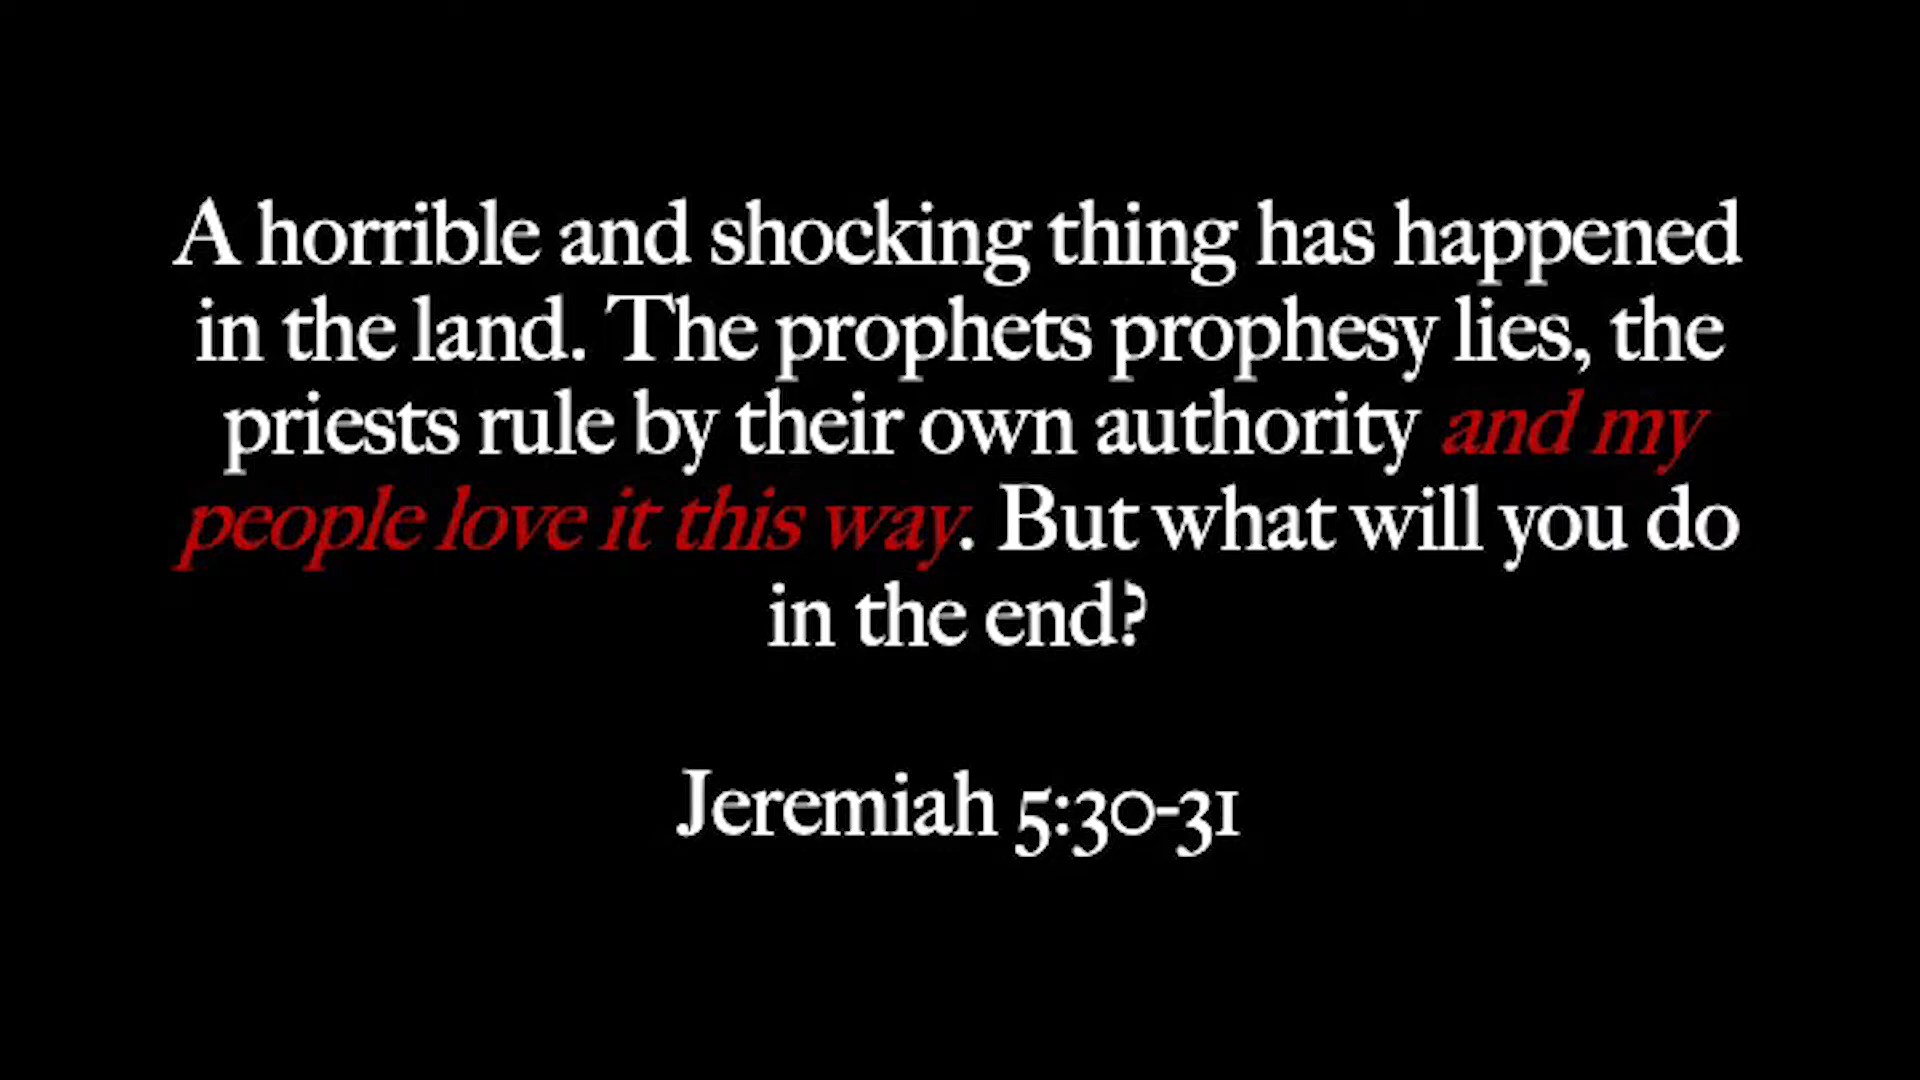 A horrible and shocking thing has happened
in the land. The prophets prophesy lies, the
priests rule by their own authority and my
people love it this way. But what will you do
in the end?
Jeremiah 5:30-31